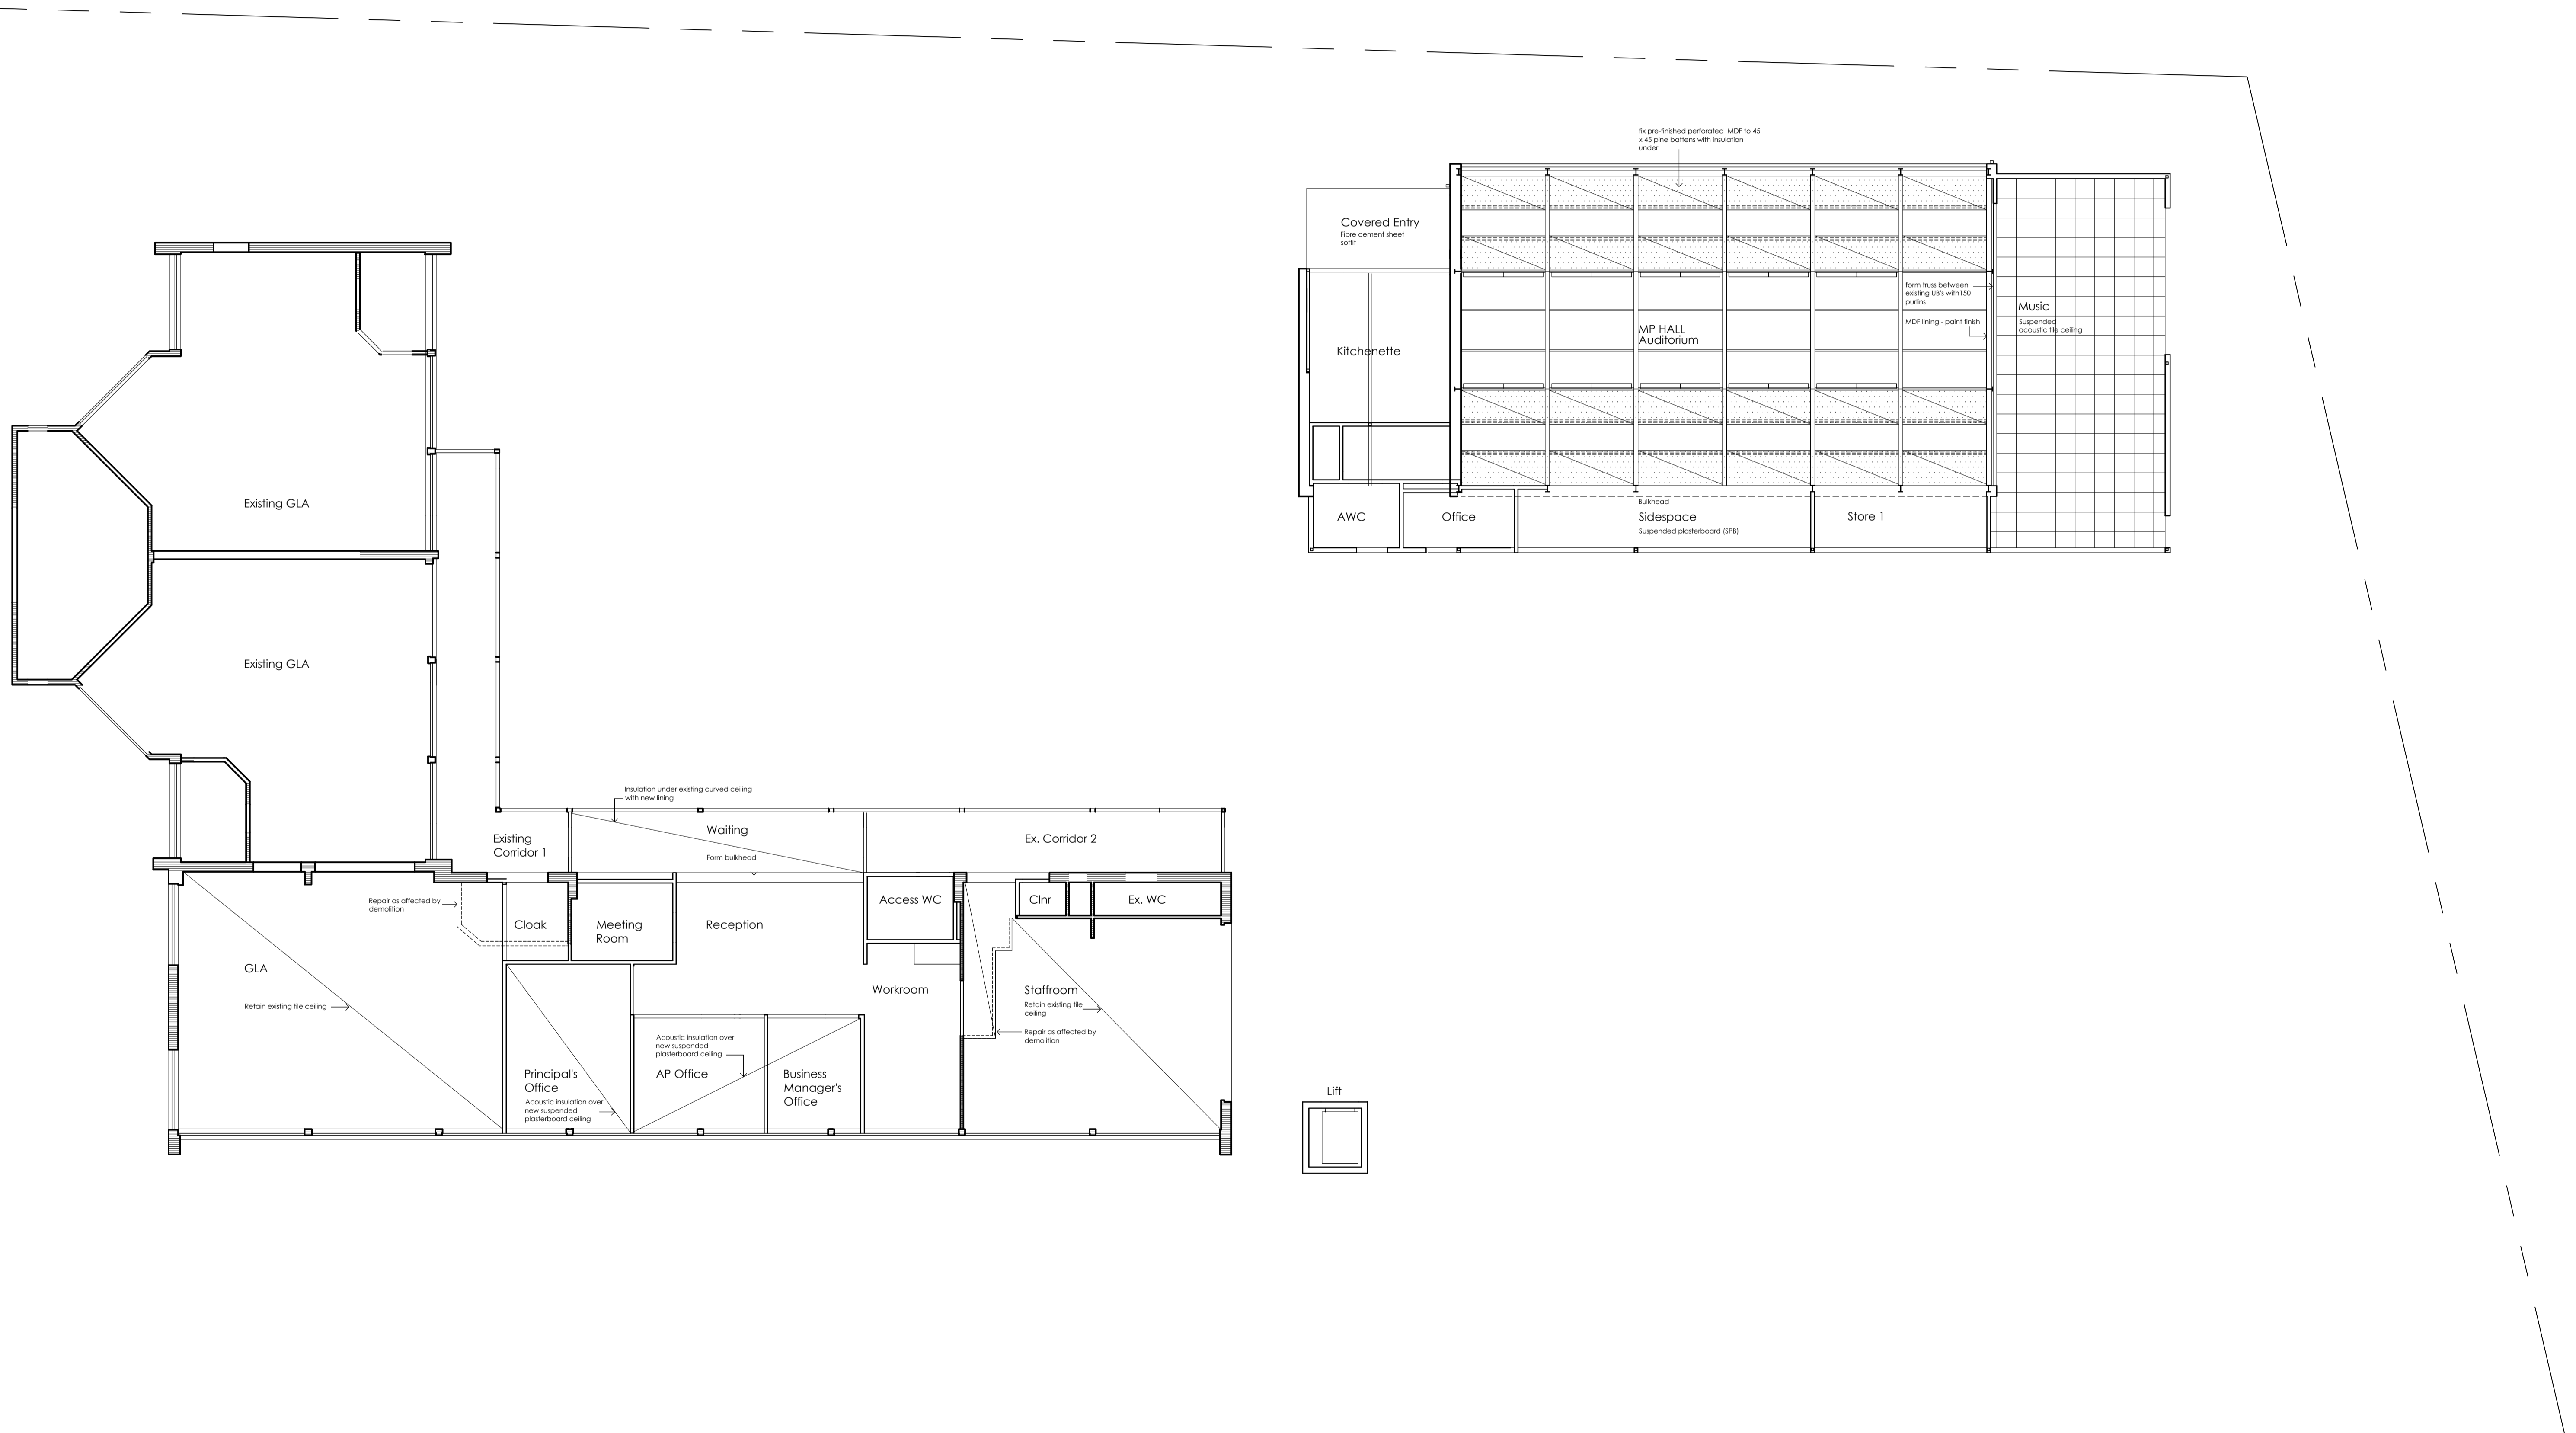 fix pre-finished perforated  MDF to 45
x 45 pine battens with insulation
under
Covered Entry
Fibre cement sheet
soffit
form truss between
existing UB's with150
purlins
MDF lining - paint finish
Music
Suspended
acoustic tile ceiling
MP HALL
Auditorium
Kitchenette
AWC
Office
Bulkhead
Sidespace
Suspended plasterboard (SPB)
Store 1
Existing GLA
Existing GLA
Insulation under existing curved ceiling
with new lining
Waiting
Existing
Corridor 1
Ex. Corridor 2
Form bulkhead
Repair as affected by
demolition
Cloak
Meeting
Room
Reception
Access WC
Clnr
Ex. WC
GLA
Retain existing tile ceiling
Workroom
Staffroom
Retain existing tile
ceiling
Repair as affected by
demolition
Acoustic insulation over
new suspended
plasterboard ceiling
Principal's
Office
Acoustic insulation over
new suspended
plasterboard ceiling
AP Office
Business
Manager's
Office
Lift